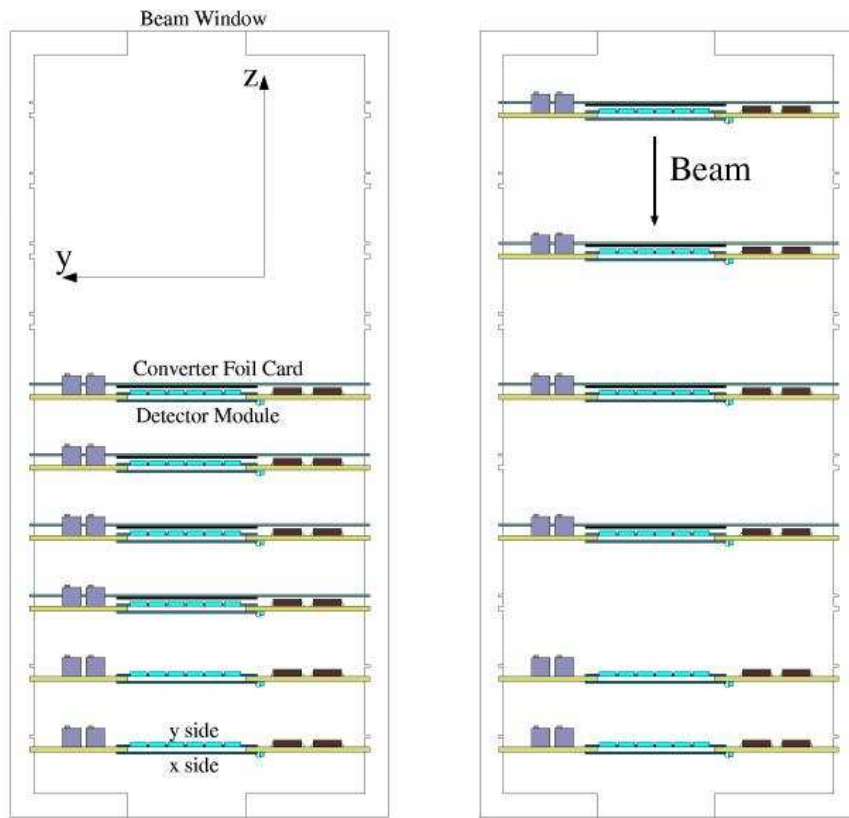 Beam Window
z
y
Converter Foil Card
Detector Module
y side
x side
Beam